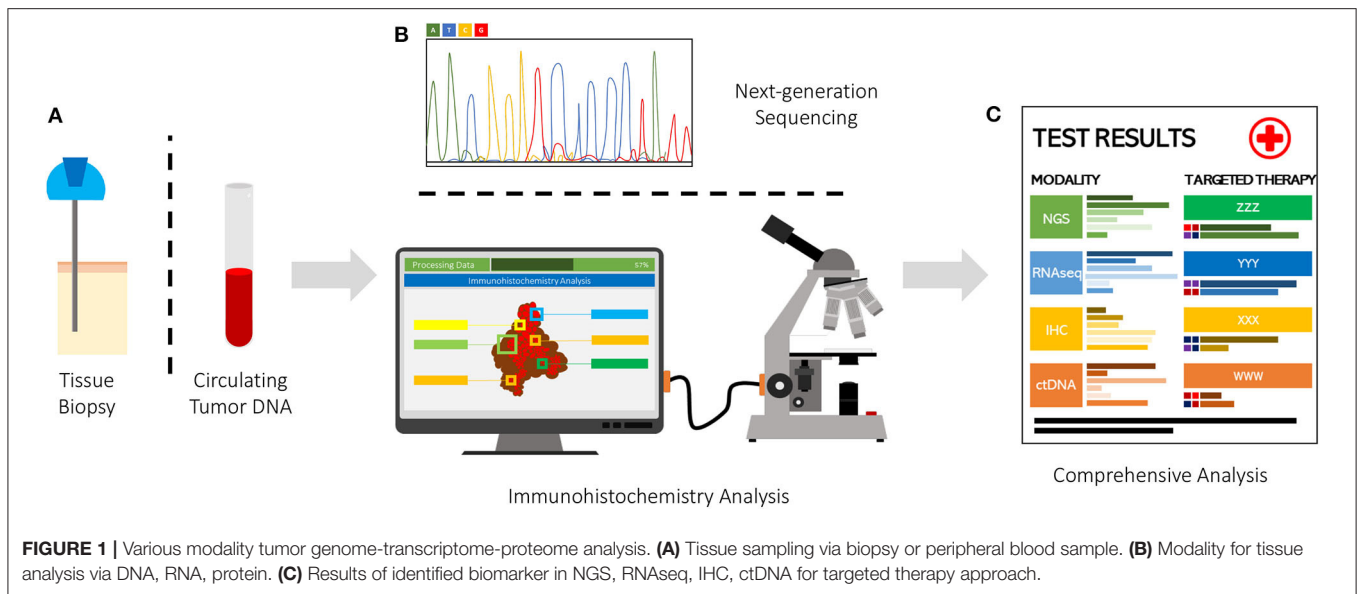 A
Tissue
Biopsy
Circulating
Tumor DNA
B
A T C G
Next-generation
Sequencing
Processing Data 57%
Immunohistochemistry Analysis
Immunohistochemistry Analysis
C
TEST RESULTS
MODALITY TARGETED THERAPY
NGS ZZZ
RNAseq YYY
IHC XXX
ctDNA WWW
Comprehensive Analysis
FIGURE 1 | Various modality tumor genome-transcriptome-proteome analysis. (A) Tissue sampling via biopsy or peripheral blood sample. (B) Modality for tissue
analysis via DNA, RNA, protein. (C) Results of identified biomarker in NGS, RNAseq, IHC, ctDNA for targeted therapy approach.